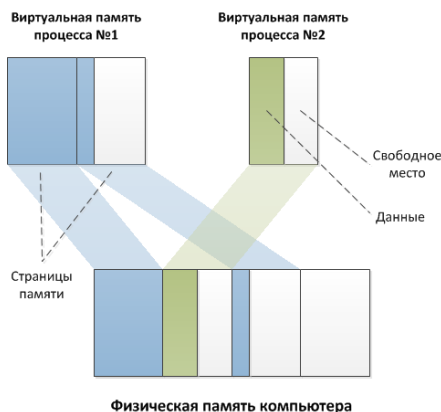 Виртуальная память
процесса №1
Виртуальная память
процесса №2
Свободное
место
Данные
Страницы
памяти
Физическая память компьютера